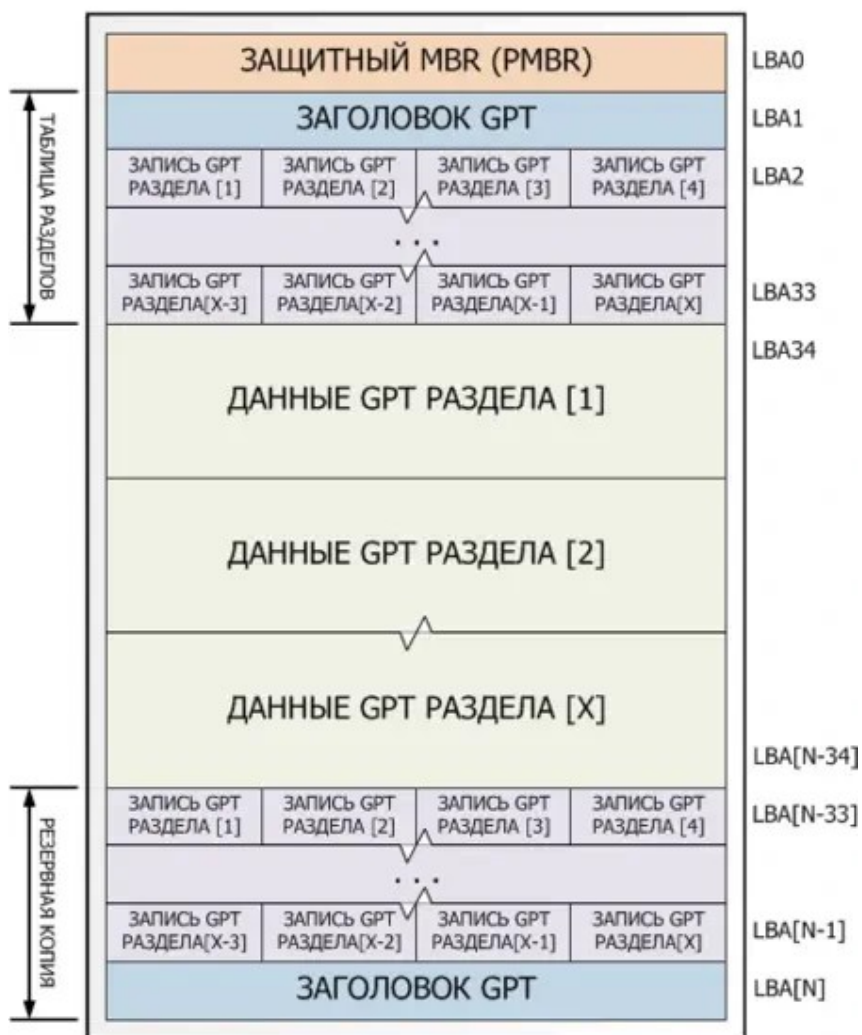 ЗАЩИТНЫЙ MBR (PMBR) LBA0
ТАБЛИЦА РАЗДЕЛОВ
ЗАГОЛОВОК GPT LBA1
ЗАПИСЬ GPT ЗАПИСЬ GPT ЗАПИСЬ GPT ЗАПИСЬ GPT
РАЗДЕЛА [1] РАЗДЕЛА [2] РАЗДЕЛА [3] РАЗДЕЛА [4] LBA2
. . .
ЗАПИСЬ GPT ЗАПИСЬ GPT ЗАПИСЬ GPT ЗАПИСЬ GPT
РАЗДЕЛА[X-3] РАЗДЕЛА[X-2] РАЗДЕЛА[X-1] РАЗДЕЛА[X] LBA33
LBA34
ДАННЫЕ GPT РАЗДЕЛА [1]
ДАННЫЕ GPT РАЗДЕЛА [2]
ДАННЫЕ GPT РАЗДЕЛА [X]
LBA[N-34]
РЕЗЕРВНАЯ КОПИЯ
ЗАПИСЬ GPT ЗАПИСЬ GPT ЗАПИСЬ GPT ЗАПИСЬ GPT
РАЗДЕЛА [1] РАЗДЕЛА [2] РАЗДЕЛА [3] РАЗДЕЛА [4] LBA[N-33]
. . .
ЗАПИСЬ GPT ЗАПИСЬ GPT ЗАПИСЬ GPT ЗАПИСЬ GPT
РАЗДЕЛА[X-3] РАЗДЕЛА[X-2] РАЗДЕЛА[X-1] РАЗДЕЛА[X] LBA[N-1]
ЗАГОЛОВОК GPT LBA[N]